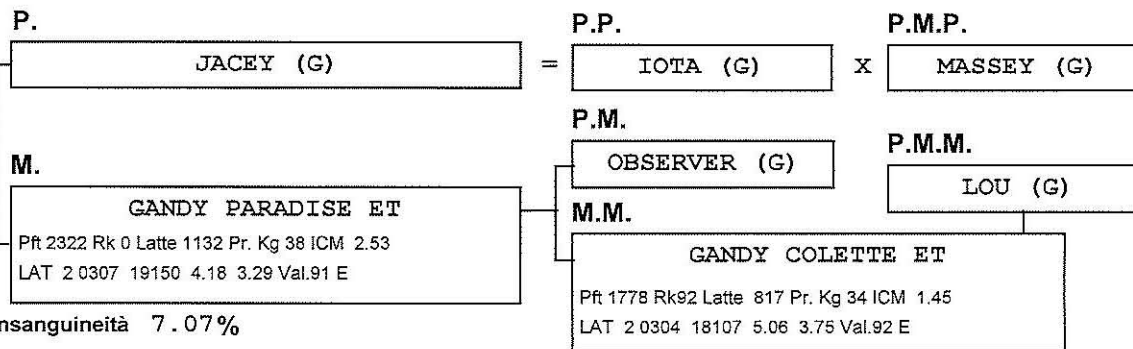 P. P.P. P.M.P.
JACEY (G) = IOTA (G) X MASSEY (G)
P.M.
OBSERVER (G) P.M.M.
M. LOU (G)
GANDY PARADISE ET M.M.
Pft 2322 Rk 0 Latte 1132 Pr. Kg 38 ICM 2.53
LAT 2 0307 19150 4.18 3.29 Val.91 E
GANDY COLETTE ET
Pft 1778 Rk92 Latte 817 Pr. Kg 34 ICM 1.45
LAT 2 0304 18107 5.06 3.75 Val.92 E
nsanguineità 7.07%